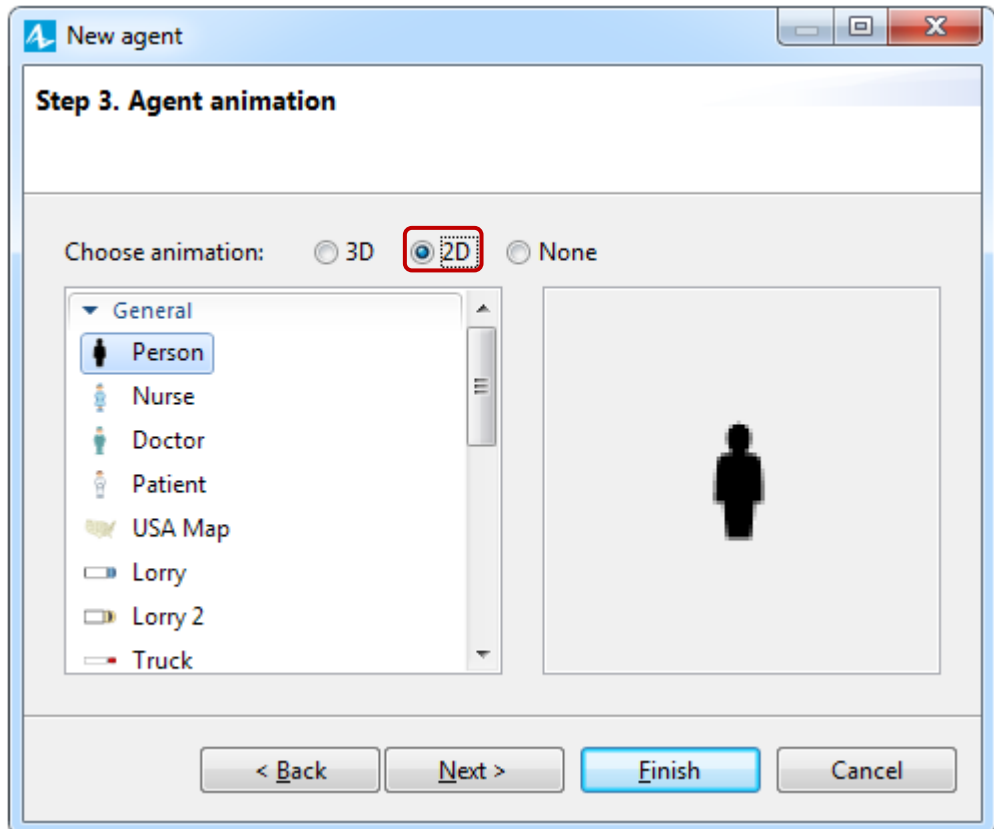 New agent
Step 3. Agent animation
Choose animation: 3D 2D None
General
Person
Nurse
Doctor
Patient
USA Map
Lorry
Lorry 2
Truck
< Back Next > Finish Cancel